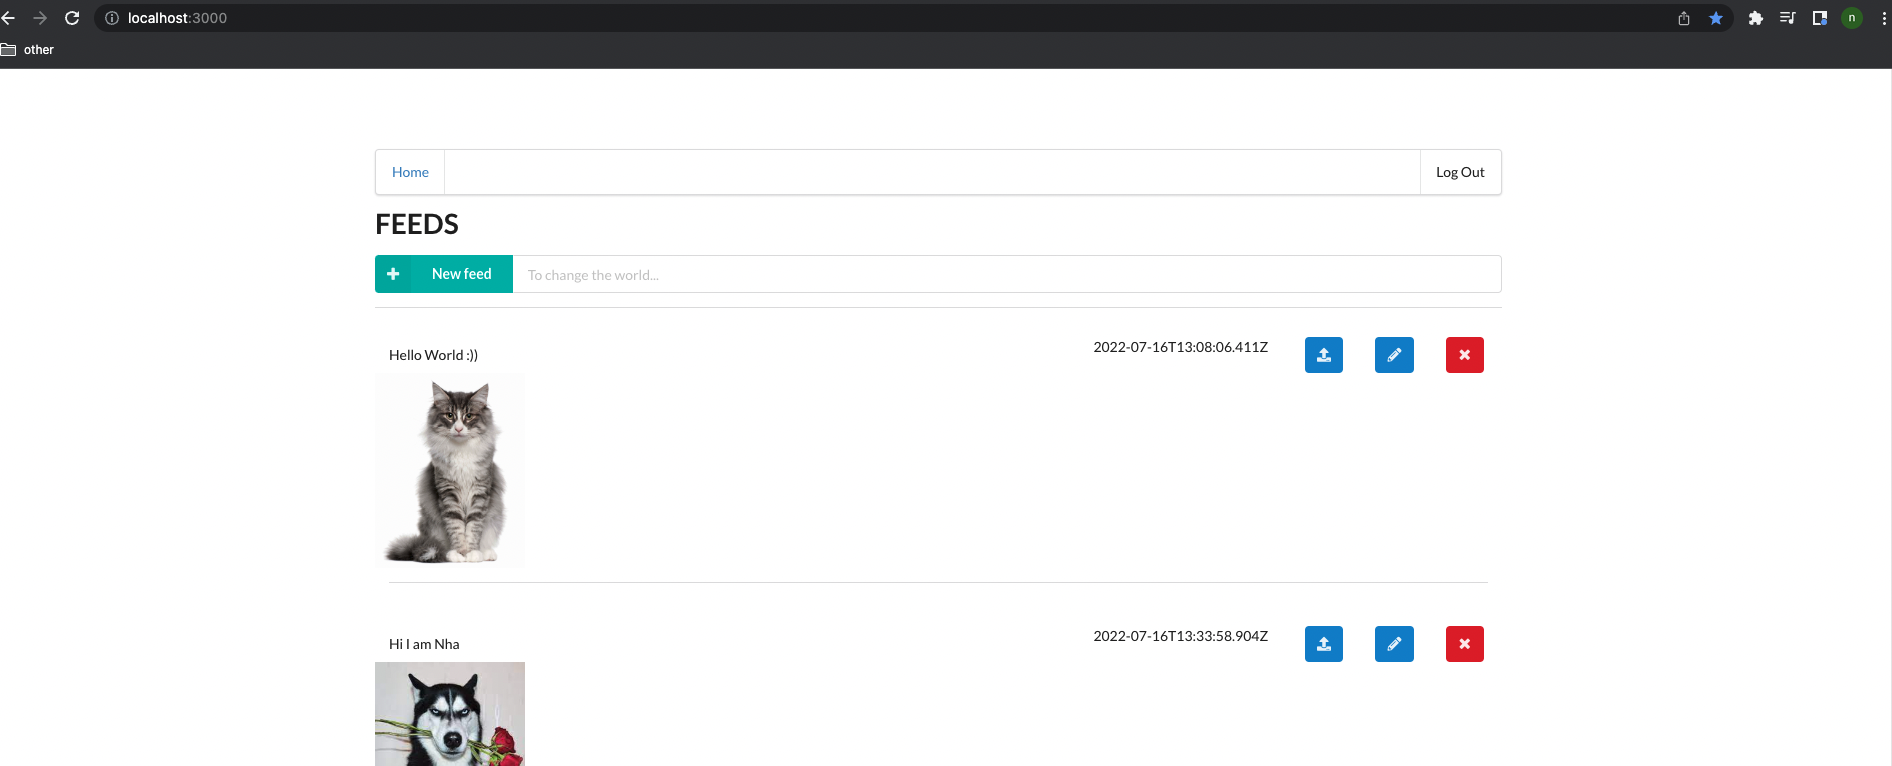 localhost:3000
n
other
Home
Log Out
FEEDS
New feed
To change the world...
Hello World :))
2022-07-16T13:08:06.411Z
Hi I am Nha
2022-07-16T13:33:58.904Z